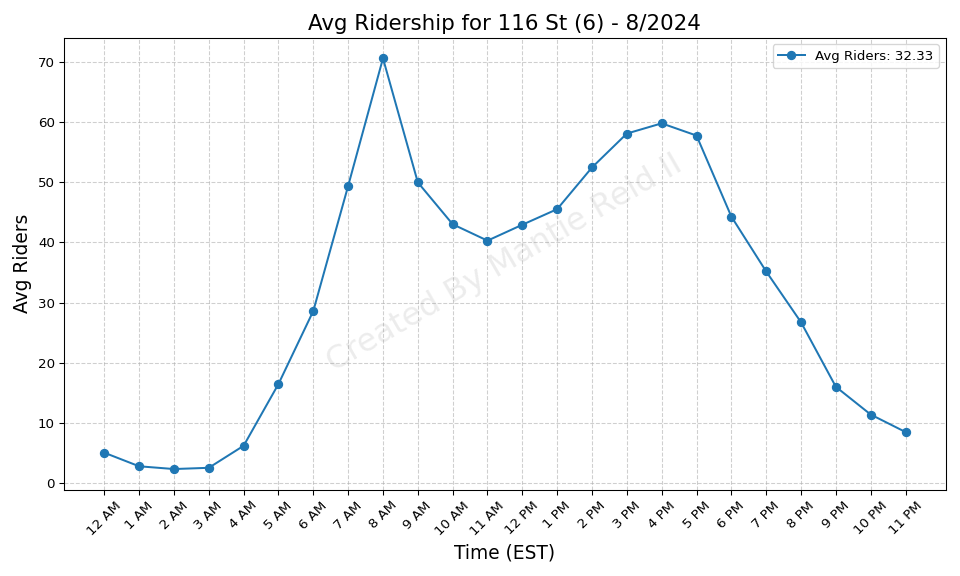 Avg Ridership for 116 St (6) - 8/2024
Avg Riders: 32.33
70
60
50
40
30
20
10
0
Avg Riders
Created By Mantie Reid II
12 AM
1 AM
2 AM
3 AM
4 AM
5 AM
6 AM
7 AM
8 AM
9 AM
10 AM
11 AM
12 PM
1 PM
2 PM
3 PM
4 PM
5 PM
6 PM
7 PM
8 PM
9 PM
10 PM
11 PM
Time (EST)